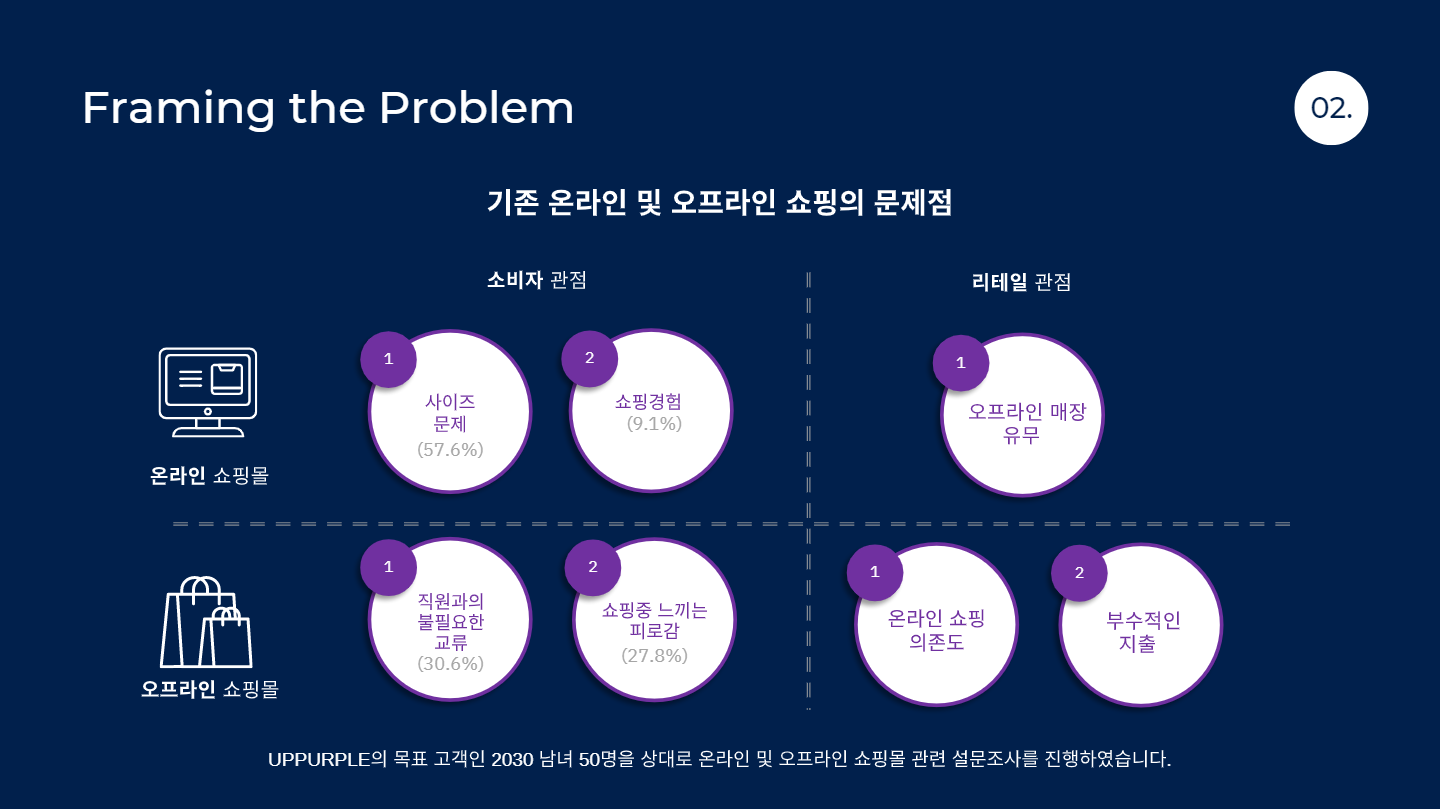 Framing the Problem
02.
기존 온라인 및 오프라인 쇼핑의 문제점
소비자 관점
리테일 관점
온라인 쇼핑몰
1
사이즈
문제
(57.6%)
2
쇼핑경험
(9.1%)
1
오프라인 매장
유무
오프라인 쇼핑몰
1
직원과의
불필요한
교류
(30.6%)
2
쇼핑중 느끼는
피로감
(27.8%)
1
온라인 쇼핑
의존도
2
부수적인
지출
UPPURPLE의 목표 고객인 2030 남녀 50명을 상대로 온라인 및 오프라인 쇼핑몰 관련 설문조사를 진행하였습니다.